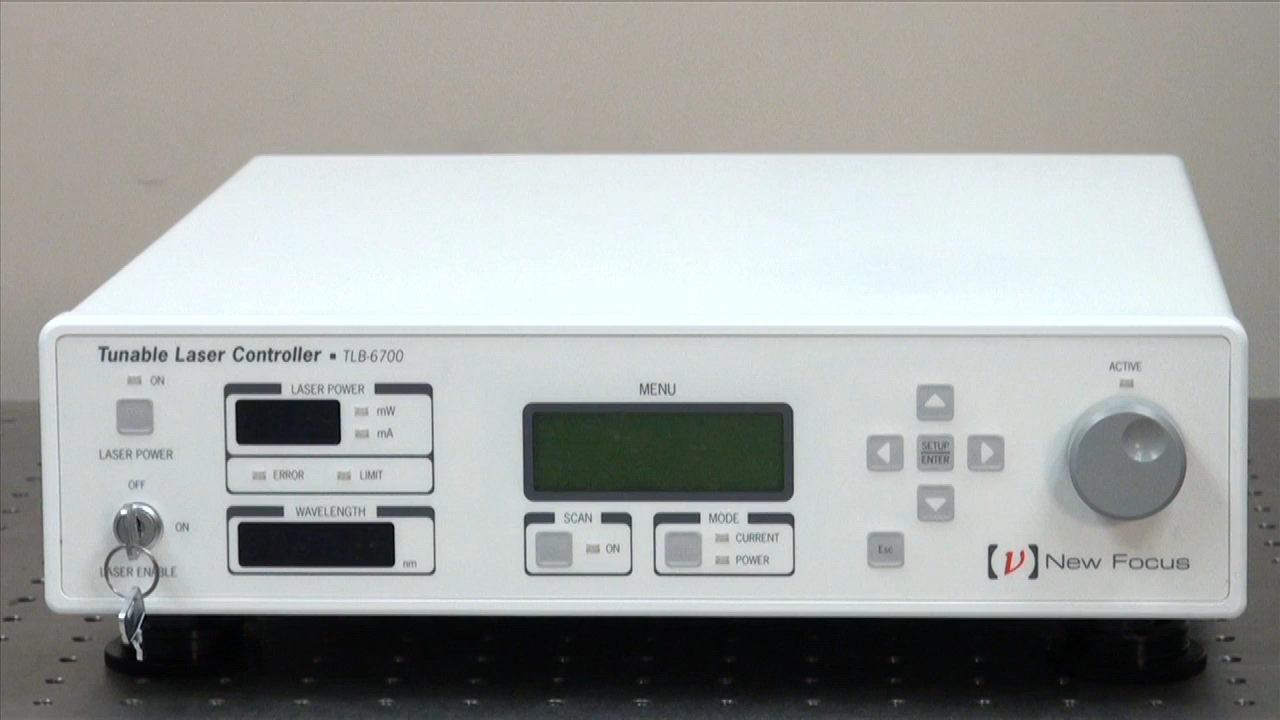 Tunable Laser Controller ▪ TLB-6700
ON
LASER POWER
OFF
ON
LASER ENABLE
LASER POWER
mW
mA
ERROR
LIMIT
WAVELENGTH
nm
MENU
SCAN
ON
MODE
CURRENT
POWER
SETUP
ENTER
Esc
ACTIVE
[ν] New Focus